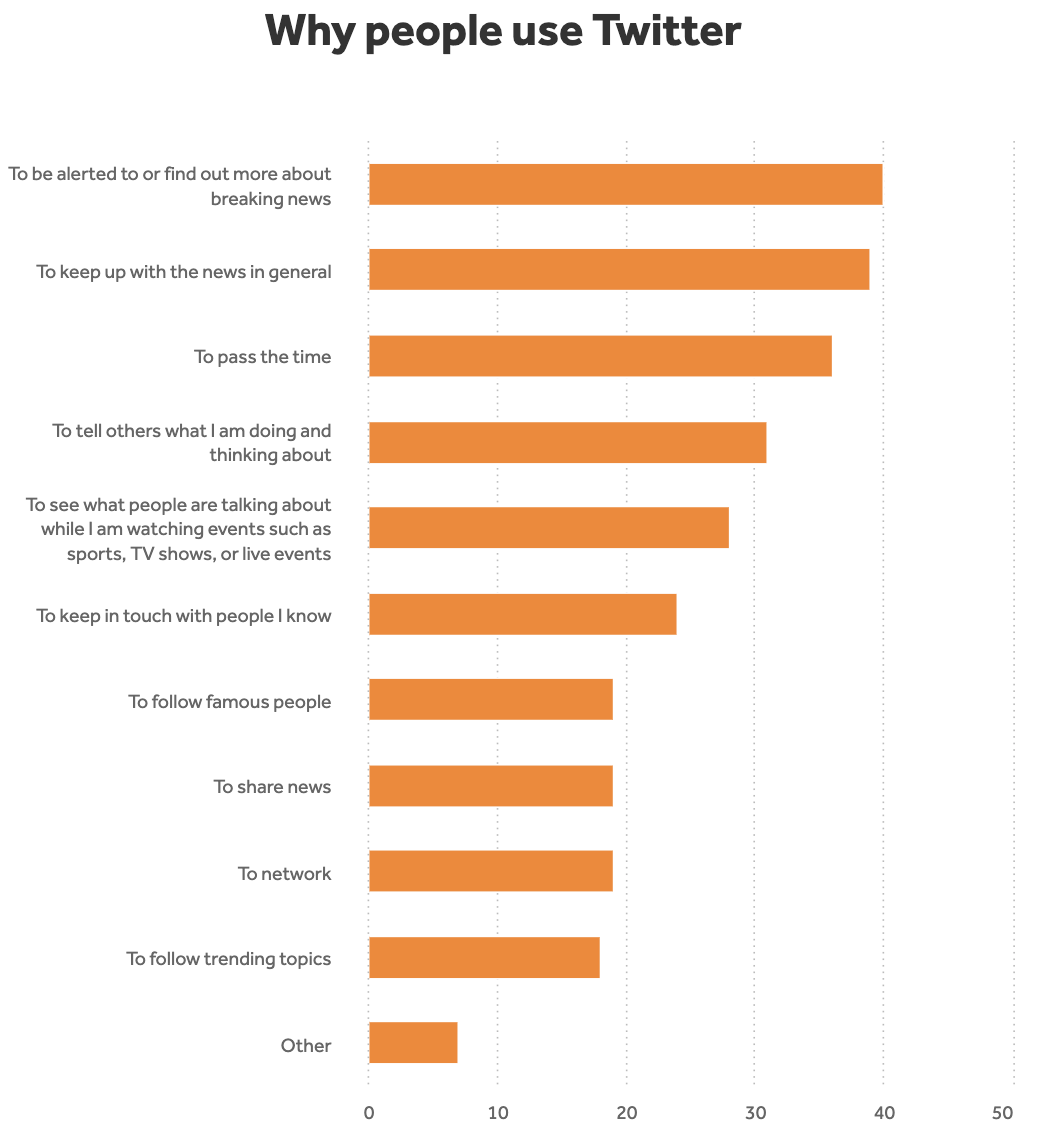 Why people use Twitter
To be alerted to or find out more about
breaking news
To keep up with the news in general
To pass the time
To tell others what I am doing and
thinking about
To see what people are talking about
while I am watching events such as
sports, TV shows, or live events
To keep in touch with people I know
To follow famous people
To share news
To network
To follow trending topics
Other
0 10 20 30 40 50